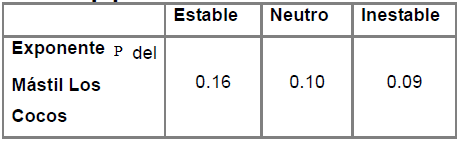 Estable Neutro Inestable
Exponente P del
Mástil Los
Cocos
0.16 0.10 0.09